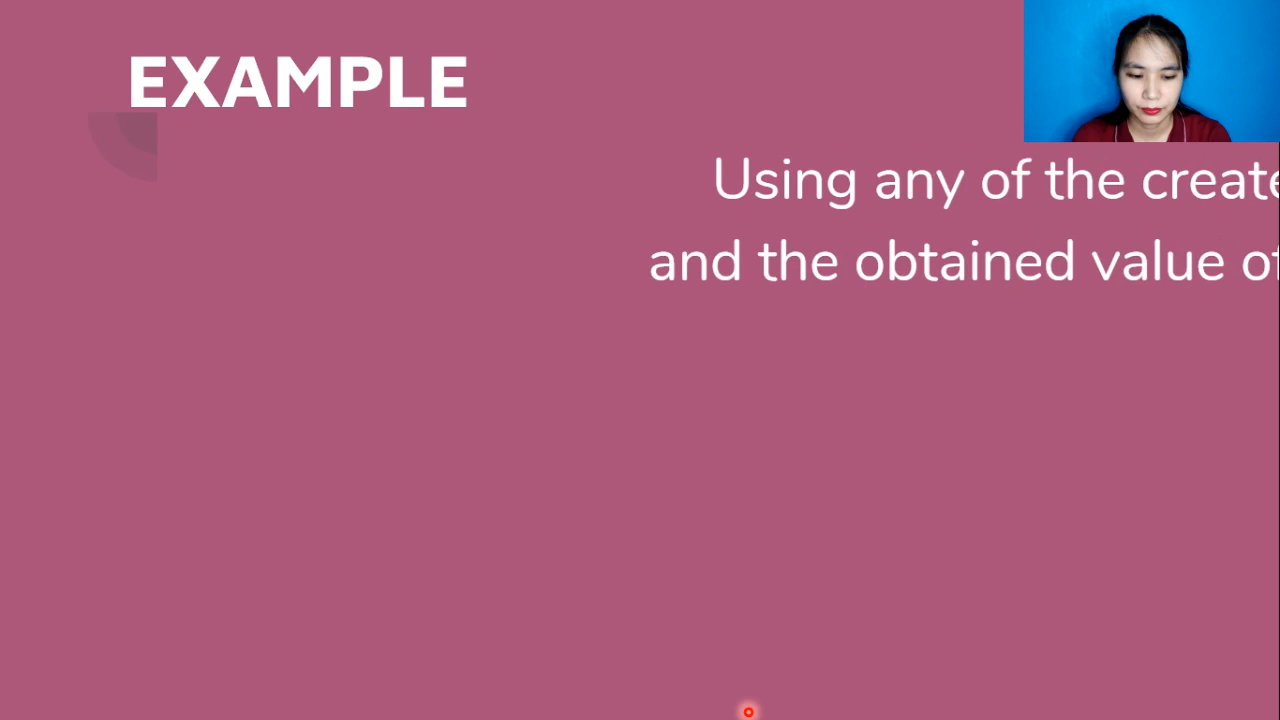 EXAMPLE
Using any of the create
and the obtained value of